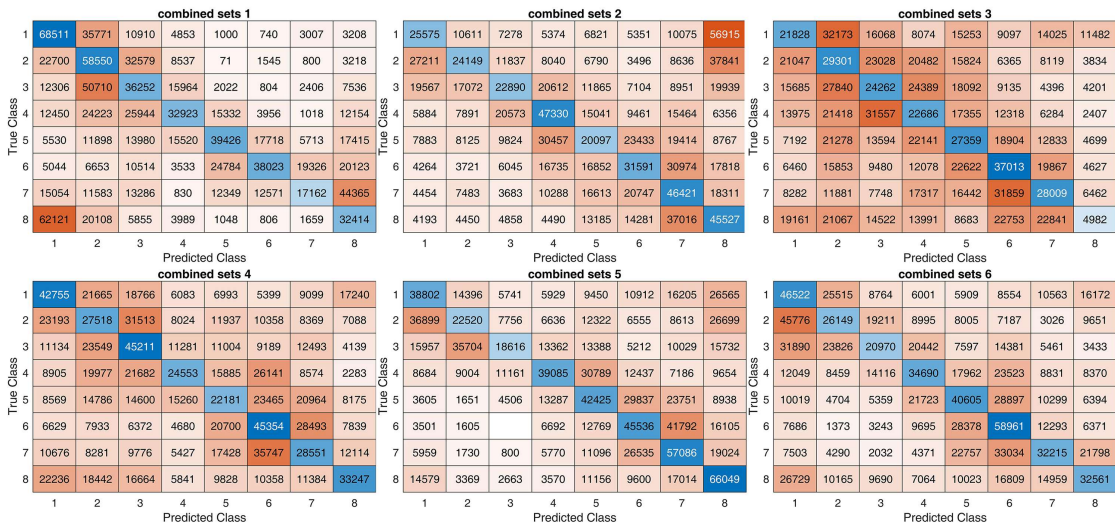 combined sets 1
1 68511 35771 10910 4853 1000 740 3007 3208
2 22700 58550 32579 8537 71 1545 800 3218
3 12306 50710 36252 15964 2022 804 2406 7536
4 12450 24223 25944 32923 15332 3956 1018 12154
5 5530 11898 13980 15520 39426 17718 5713 17415
6 5044 6653 10514 3533 24784 38023 19326 20123
7 15054 11583 13286 830 12349 12571 17162 44365
8 62121 20108 5855 3989 1048 806 1659 32414
1 2 3 4 5 6 7 8
Predicted Class
True Class
combined sets 2
25575 10611 7278 5374 6821 5351 10075 56915
27211 24149 11837 8040 6790 3496 8636 37841
19567 17072 22890 20612 11865 7104 8951 19939
5884 7891 20573 47330 15041 9461 15464 6356
7883 8125 9824 30457 20097 23433 19414 8767
4264 3721 6045 16735 16852 31591 30974 17818
4454 7483 3683 10288 16613 20747 46421 18311
4193 4450 4858 4490 13185 14281 37016 45527
1 2 3 4 5 6 7 8
Predicted Class
True Class
combined sets 3
1 21828 32173 16068 8074 15253 9097 14025 11482
2 21047 29301 23028 20482 15824 6365 8119 3834
3 15685 27840 24262 24389 18092 9135 4396 4201
4 13975 21418 31557 22686 17355 12318 6284 2407
5 7192 21278 13594 22141 27359 18904 12833 4699
6 6460 15853 9480 12078 22622 37013 19867 4627
7 8282 11881 7748 17317 16442 31859 28009 6462
8 19161 21067 14522 13991 8683 22753 22841 4982
1 2 3 4 5 6 7 8
Predicted Class
True Class
combined sets 4
1 42755 21665 18766 6083 6993 5399 9099 17240
2 23193 27518 31513 8024 11937 10358 8369 7088
3 11134 23549 45211 11281 11004 9189 12493 4139
4 8905 19977 21682 24553 15885 26141 8574 2283
5 8569 14786 14600 15260 22181 23465 20964 8175
6 6629 7933 6372 4680 20700 45354 28493 7839
7 10676 8281 9776 5427 17428 35747 28551 12114
8 22236 18442 16664 5841 9828 10358 11384 33247
1 2 3 4 5 6 7 8
Predicted Class
True Class
combined sets 5
1 38802 14396 5741 5929 9450 10912 16205 26565
2 36899 22520 7756 6636 12322 6555 8613 26699
3 15957 35704 18616 13362 13388 5212 10029 15732
4 8684 9004 11161 39085 30789 12437 7186 9654
5 3605 1651 4506 13287 42425 29837 23751 8938
6 3501 1605 6692 12769 45536 41792 16105
7 5959 1730 800 5770 11096 26535 57086 19024
8 14579 3369 2663 3570 11156 9600 17014 66049
1 2 3 4 5 6 7 8
Predicted Class
True Class
combined sets 6
1 46522 25515 8764 6001 5909 8554 10563 16172
2 45776 26149 19211 8995 8005 7187 3026 9651
3 31890 23826 20970 20442 7597 14381 5461 3433
4 12049 8459 14116 34690 17962 23523 8831 8370
5 10019 4704 5359 21723 40605 28897 10299 6394
6 7686 1373 3243 9695 28378 58961 12293 6371
7 7503 4290 2032 4371 22757 33034 32215 21798
8 26729 10165 9690 7064 10023 16809 14959 32561
1 2 3 4 5 6 7 8
Predicted Class
True Class